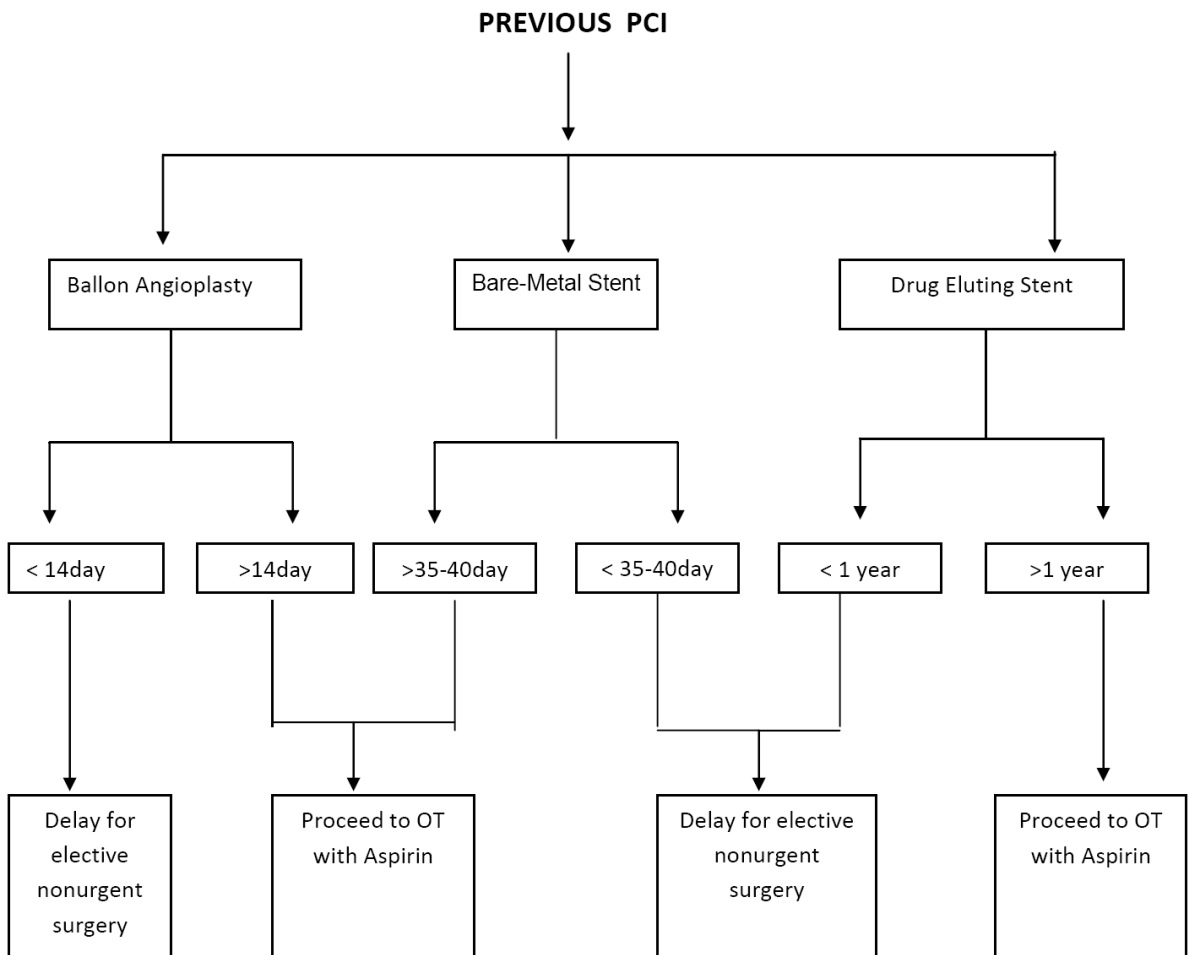 PREVIOUS PCI
Ballon Angioplasty
Bare-Metal Stent
Drug Eluting Stent
< 14day
>14day
>35-40day
< 35-40day
< 1 year
>1 year
Delay for
elective
nonurgent
surgery
Proceed to OT
with Aspirin
Delay for elective
nonurgent
surgery
Proceed to OT
with Aspirin